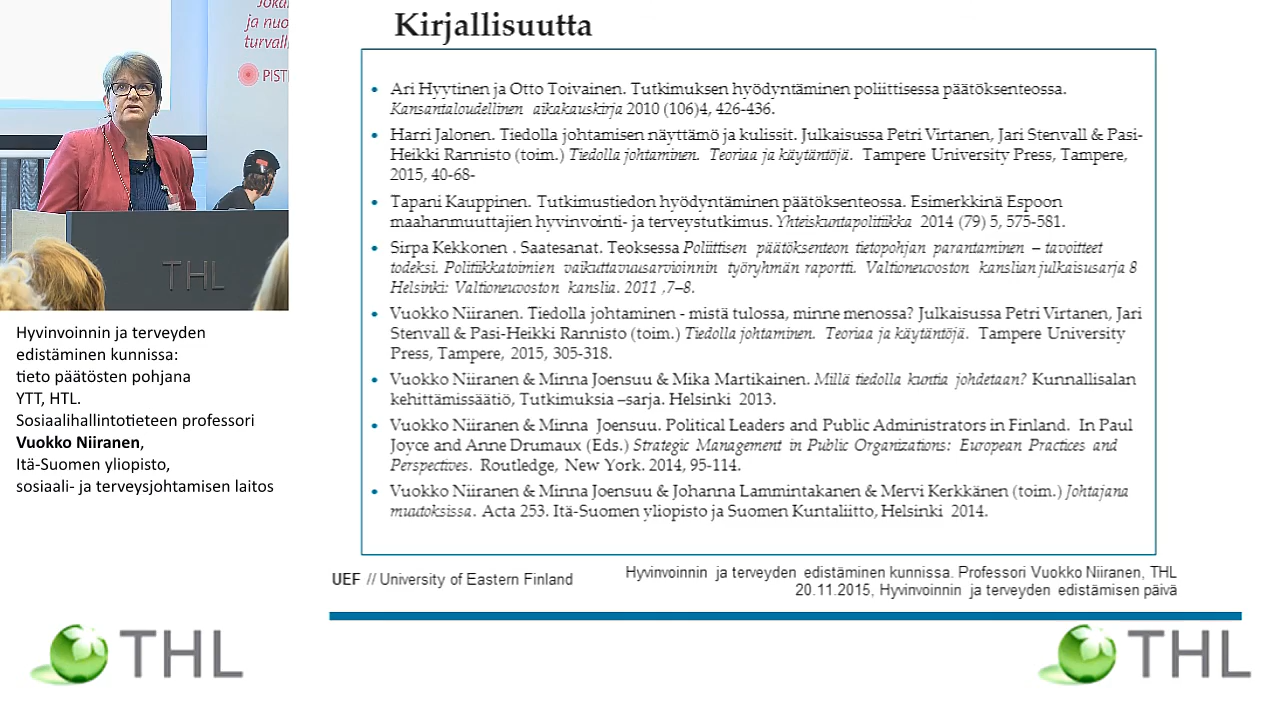 Joka
ja nuo
turvall
PIST
THL
Hyvinvoinnin ja terveyden
edistäminen kunnissa:
tieto päätösten pohjana
YTT, HTL.
Sosiaalihallintotieteen professori
Vuokko Niiranen,
Itä-Suomen yliopisto,
sosiaali- ja terveysjohtamisen laitos
THL
Kirjallisuutta
• Ari Hyytinen ja Otto Toivainen. Tutkimuksen hyödyntäminen poliittisessa päätöksenteossa.
Kansantaloudellinen aikakauskirja 2010 (106)4, 426-436.
• Harri Jalonen. Tiedolla johtamisen näyttämö ja kulissit. Julkaisussa Petri Virtanen, Jari Stenvall & Pasi-
Heikki Rannisto (toim.) Tiedolla johtaminen. Teoriaa ja käytäntöjä. Tampere University Press, Tampere,
2015, 40-68-
• Tapani Kauppinen. Tutkimustiedon hyödyntäminen päätöksenteossa. Esimerkkinä Espoon
maahanmuuttajien hyvinvointi- ja terveystutkimus. Yhteiskuntapolitiikka 2014 (79) 5, 575-581.
• Sirpa Kekkonen . Saatesanat. Teoksessa Poliittisen päätöksenteon tietopohjan parantaminen – tavoitteet
todeksi. Politiikkatoimien vaikuttavuusarvioinnin työryhmän raportti. Valtioneuvoston kanslian julkaisusarja 8
Helsinki: Valtioneuvoston kanslia. 2011 ,7–8.
• Vuokko Niiranen. Tiedolla johtaminen - mistä tulossa, minne menossa? Julkaisussa Petri Virtanen, Jari
Stenvall & Pasi-Heikki Rannisto (toim.) Tiedolla johtaminen. Teoriaa ja käytäntöjä. Tampere University
Press, Tampere, 2015, 305-318.
• Vuokko Niiranen & Minna Joensuu & Mika Martikainen. Millä tiedolla kuntia johdetaan? Kunnallisalan
kehittämissäätiö, Tutkimuksia –sarja. Helsinki 2013.
• Vuokko Niiranen & Minna Joensuu. Political Leaders and Public Administrators in Finland. In Paul
Joyce and Anne Drumaux (Eds.) Strategic Management in Public Organizations: European Practices and
Perspectives. Routledge, New York. 2014, 95-114.
• Vuokko Niiranen & Minna Joensuu & Johanna Lammintakanen & Mervi Kerkkänen (toim.) Johtajana
muutoksissa. Acta 253. Itä-Suomen yliopisto ja Suomen Kuntaliitto, Helsinki 2014.
UEF // University of Eastern Finland
Hyvinvoinnin ja terveyden edistäminen kunnissa. Professori Vuokko Niiranen, THL
20.11.2015, Hyvinvoinnin ja terveyden edistämisen päivä
THL